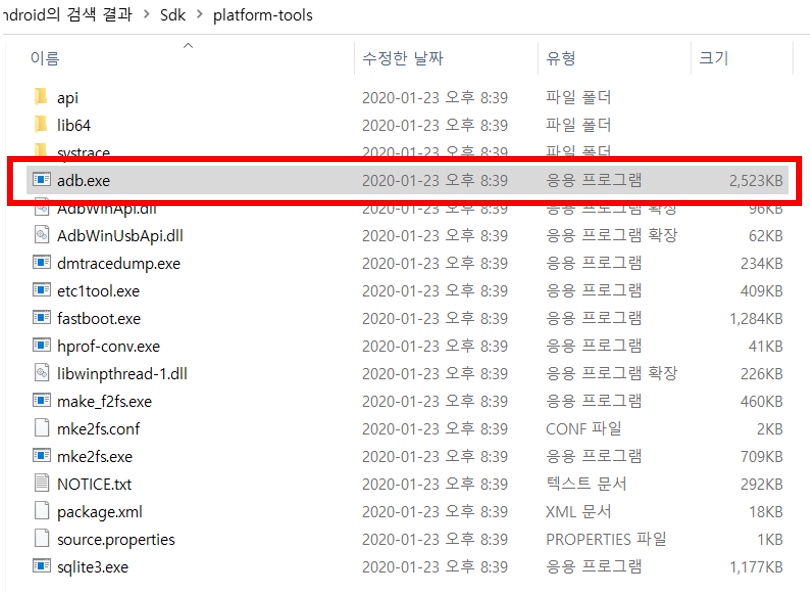 ndroid의 검색 결과 > Sdk > platform-tools
이름 수정한 날짜 유형 크기
api 2020-01-23 오후 8:39 파일 폴더
lib64 2020-01-23 오후 8:39 파일 폴더
systrace 2020-01-23 오후 8:39 파일 폴더
adb.exe 2020-01-23 오후 8:39 응용 프로그램 2,523KB
AdbWinApi.dll 2020-01-23 오후 8:39 응용 프로그램 확장 96KB
AdbWinUsbApi.dll 2020-01-23 오후 8:39 응용 프로그램 확장 62KB
dmtracedump.exe 2020-01-23 오후 8:39 응용 프로그램 234KB
etc1tool.exe 2020-01-23 오후 8:39 응용 프로그램 409KB
fastboot.exe 2020-01-23 오후 8:39 응용 프로그램 1,284KB
hprof-conv.exe 2020-01-23 오후 8:39 응용 프로그램 41KB
libwinpthread-1.dll 2020-01-23 오후 8:39 응용 프로그램 확장 226KB
make_f2fs.exe 2020-01-23 오후 8:39 응용 프로그램 460KB
mke2fs.conf 2020-01-23 오후 8:39 CONF 파일 2KB
mke2fs.exe 2020-01-23 오후 8:39 응용 프로그램 709KB
NOTICE.txt 2020-01-23 오후 8:39 텍스트 문서 292KB
package.xml 2020-01-23 오후 8:39 XML 문서 18KB
source.properties 2020-01-23 오후 8:39 PROPERTIES 파일 1KB
sqlite3.exe 2020-01-23 오후 8:39 응용 프로그램 1,177KB